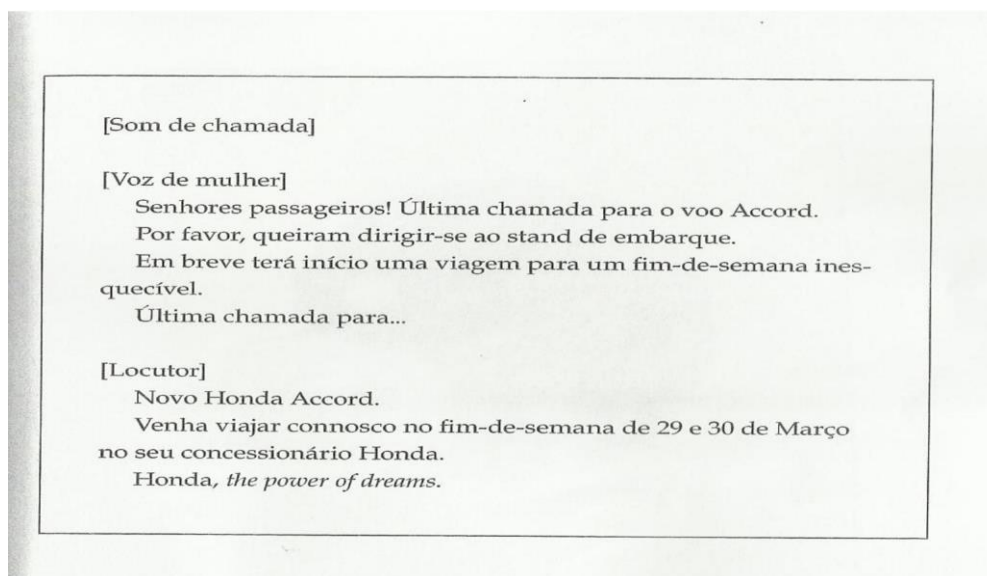 [Som de chamada]
[Voz de mulher]
Senhores passageiros! Última chamada para o voo Accord.
Por favor, queiram dirigir-se ao stand de embarque.
Em breve terá início uma viagem para um fim-de-semana ines-
quecível.
Última chamada para...
[Locutor]
Novo Honda Accord.
Venha viajar connosco no fim-de-semana de 29 e 30 de Março
no seu concessionário Honda.
Honda, the power of dreams.